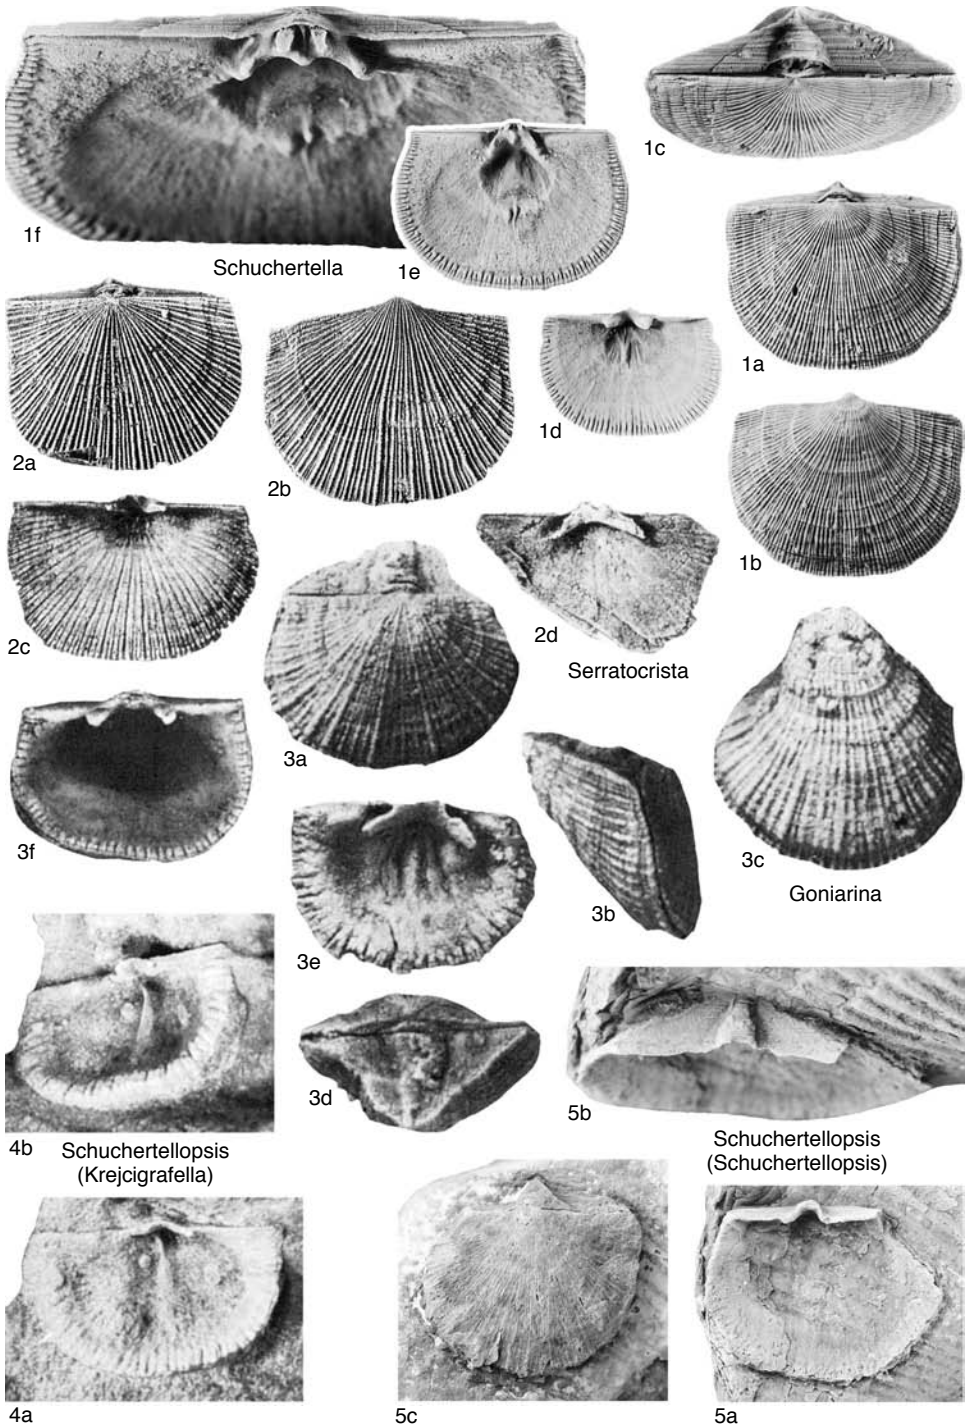 1f
Schuchertella
1e
1c
1a
2a
2b
1d
1b
2c
2d
Serratocrista
3a
3f
3b
3c
Goniarina
3e
3d
4b
Schuchertellopsis
(Krejcigrafella)
5b
Schuchertellopsis
(Schuchertellopsis)
4a
5c
5a